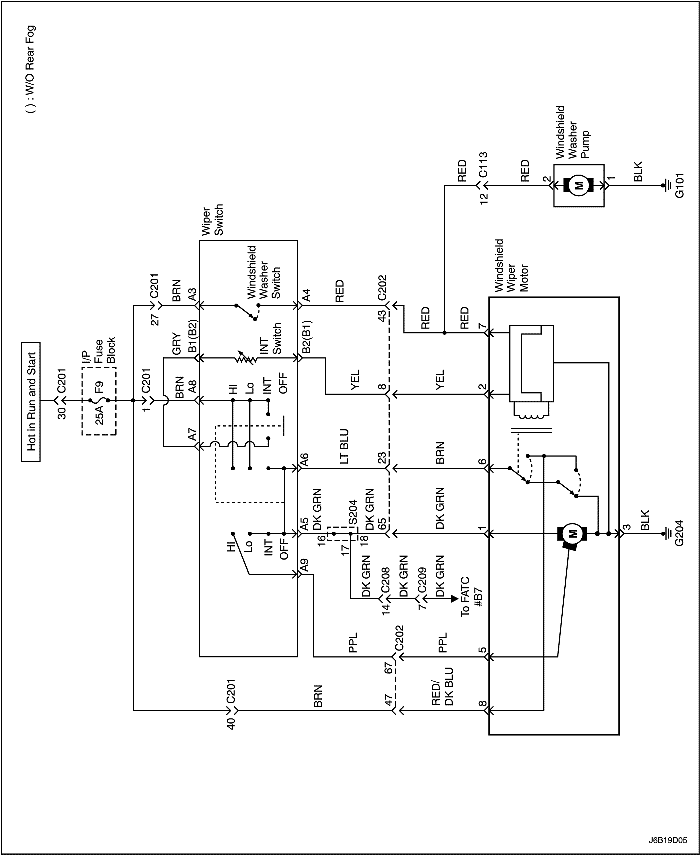 ( ) : W/O Rear Fog
Hot in Run and Start
30
C201
I/P
Fuse
Block
F9
25A
1
C201
27
C201
40
C201
BRN
BRN
GRY
BRN
A3
B1(B2)
A8
A7
Wiper
Switch
Windshield
Washer
Switch
INT
Switch
HI
Lo
INT
OFF
HI
Lo
INT
OFF
A4
B2(B1)
A6
A5
A9
RED
YEL
LT BLU
DK GRN
16
S204
17
18
DK GRN
DK GRN
14
C208
DK GRN
7
C209
DK GRN
To FATC
#B7
PPL
43
C202
8
23
65
67
C202
47
RED
RED
YEL
BRN
DK GRN
PPL
RED/
DK BLU
RED
12
C113
RED
2
Windshield
Washer
Pump
M
1
BLK
G101
Windshield
Wiper
Motor
7
2
6
1
5
8
M
3
BLK
G204
J6B19D05